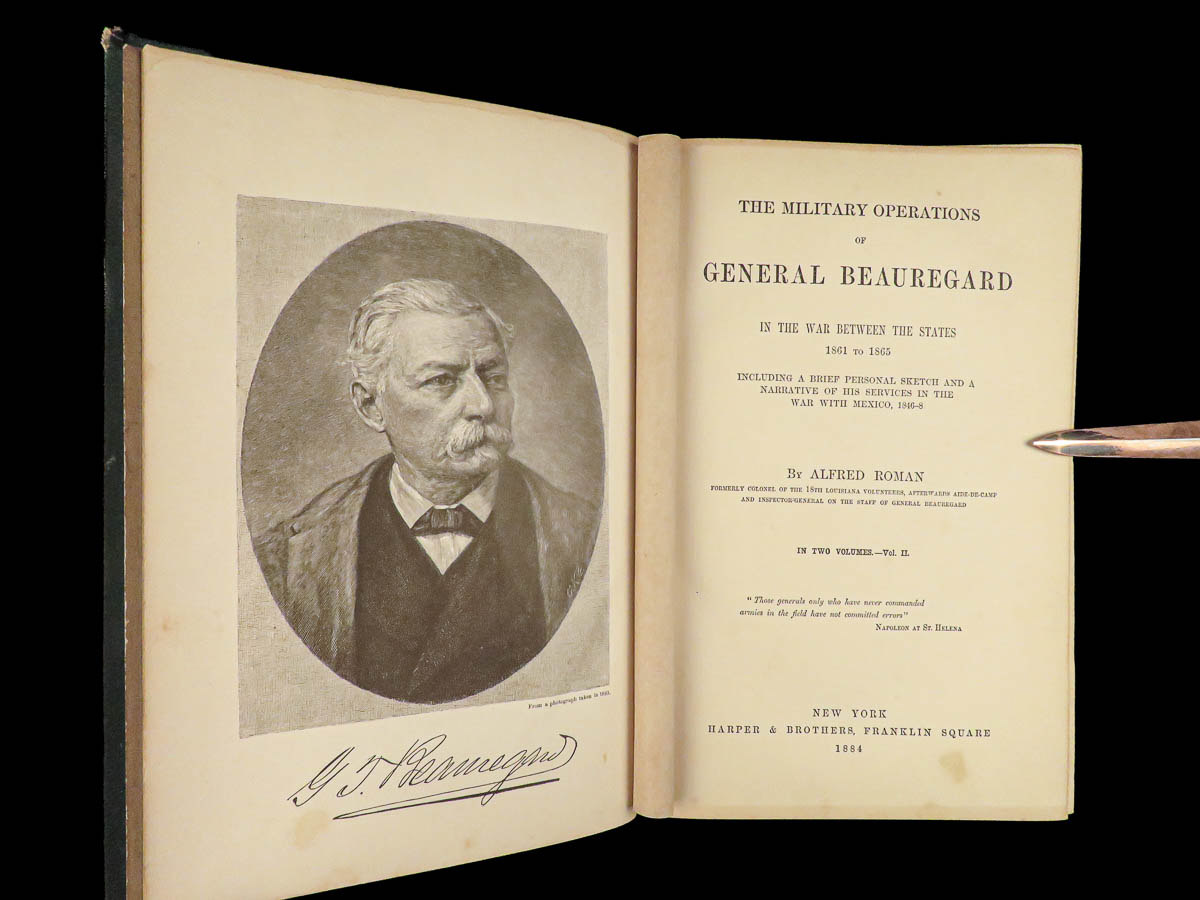 From a photograph taken in
G T. Beauregard
THE MILITARY OPERATIONS
OF
GENERAL BEAUREGARD
IN THE WAR BETWEEN THE STATES
1861 TO 1865
INCLUDING A BRIEF PERSONAL SKETCH AND A
NARRATIVE OF HIS SERVICES IN THE
WAR WITH MEXICO, 1846-8
BY ALFRED ROMAN
FORMERLY COLONEL OF THE 18TH LOUISIANA VOLUNTEERS, AFTERWARDS AIDE-DE-CAMP
AND INSPECTOR-GENERAL ON THE STAFF OF GENERAL BEAUREGARD
IN TWO VOLUMES.—Vol. II.
"Those generals only who have never commanded
armies in the field have not committed errors"
NAPOLEON AT ST. HELENA
NEW YORK
HARPER & BROTHERS, FRANKLIN SQUARE
1884